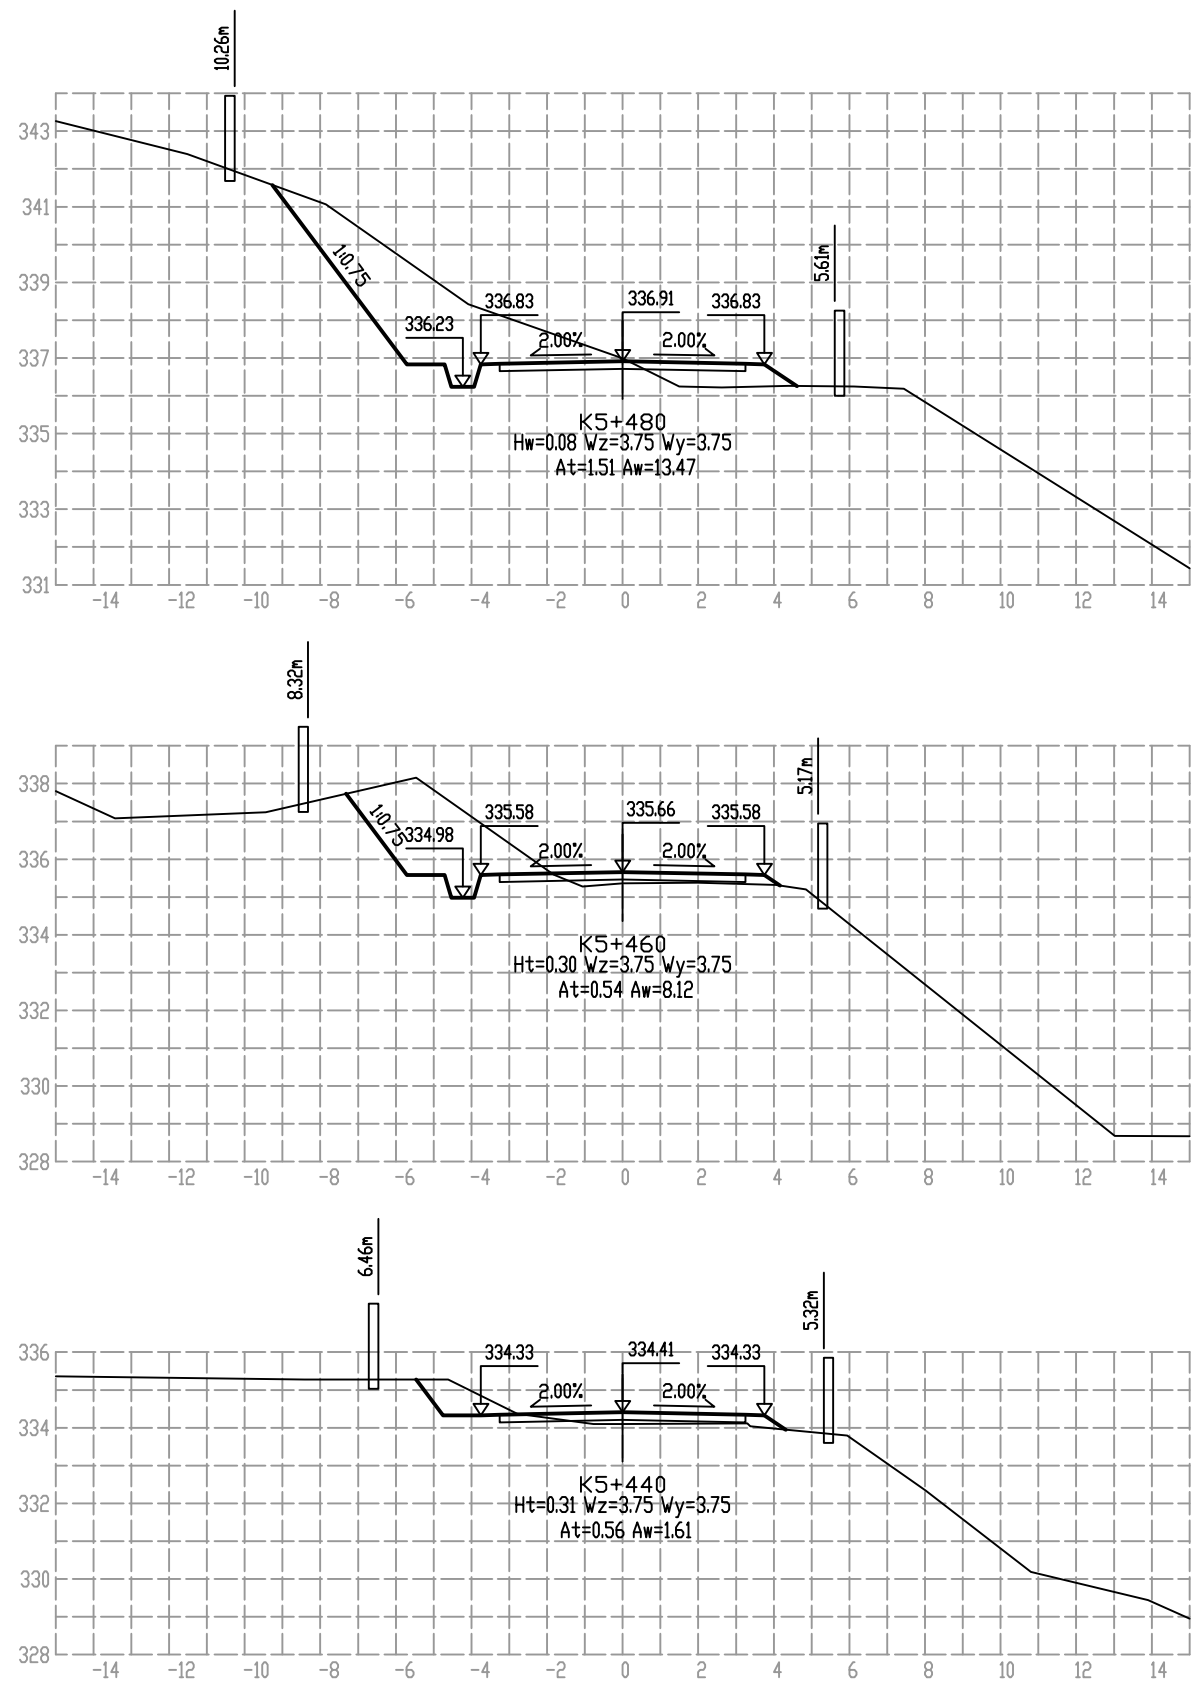 10.26m
343
341
1:0.75
339
5.61m
336.83
336.91
336.83
336.23
2.00%
2.00%
337
K5+480
335
Hw=0.08 Wz=3.75 Wy=3.75
At=1.51 Aw=13.47
333
331
-14 -12 -10 -8 -6 -4 -2 0 2 4 6 8 10 12 14
8.32m
5.17m
338
1:0.75
335.58
335.66
335.58
334.98
2.00%
2.00%
336
334
K5+460
Ht=0.30 Wz=3.75 Wy=3.75
At=0.54 Aw=8.12
332
330
328
-14 -12 -10 -8 -6 -4 -2 0 2 4 6 8 10 12 14
6.46m
5.32m
336
334.33
334.41
334.33
2.00%
2.00%
334
K5+440
Ht=0.31 Wz=3.75 Wy=3.75
332
At=0.56 Aw=1.61
330
328
-14 -12 -10 -8 -6 -4 -2 0 2 4 6 8 10 12 14